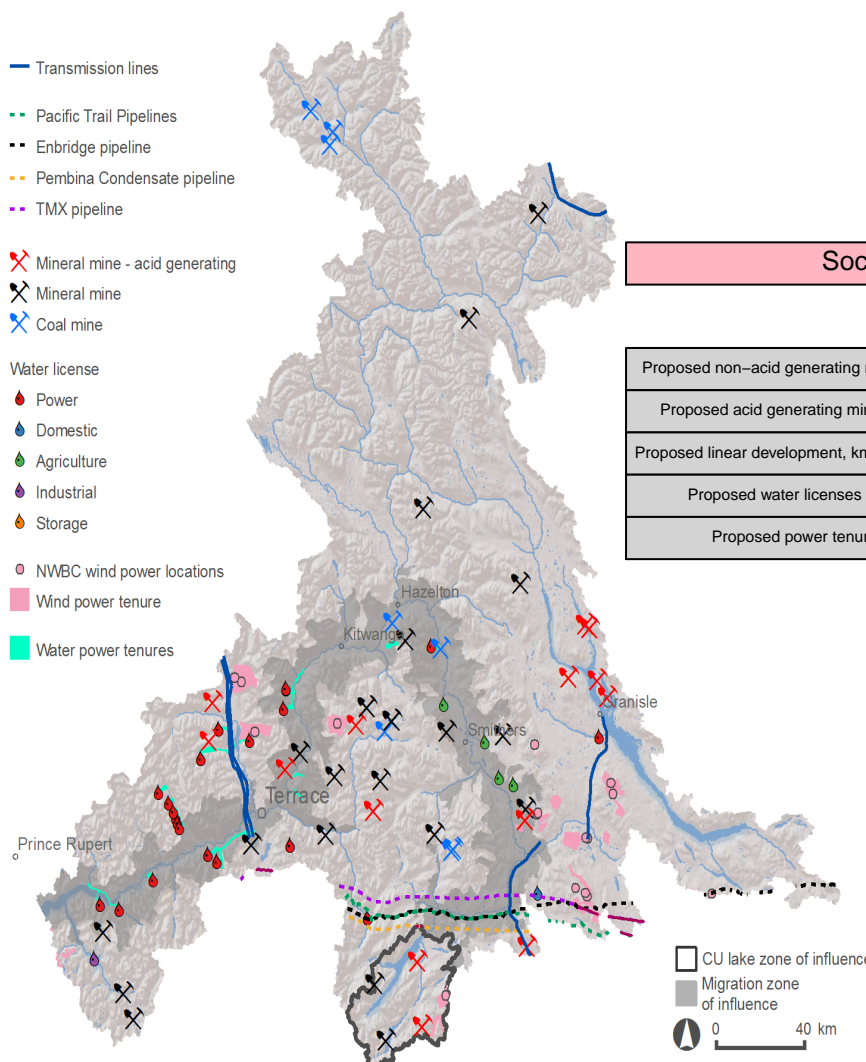 Transmission lines
Pacific Trail Pipelines
Enbridge pipeline
Pembina Condensate pipeline
TMX pipeline
Mineral mine - acid generating
Mineral mine
Coal mine
Water license
Power
Domestic
Agriculture
Industrial
Storage
NWBC wind power locations
Wind power tenure
Water power tenures
Soc
Proposed non−acid generating
Proposed acid generating
Proposed linear development,
Proposed water licenses
Proposed power
Hazelton
Kitwanga
Granisle
Smithers
Terrace
Prince Rupert
CU lake zone of influence
Migration zone
of influence
0 40 km